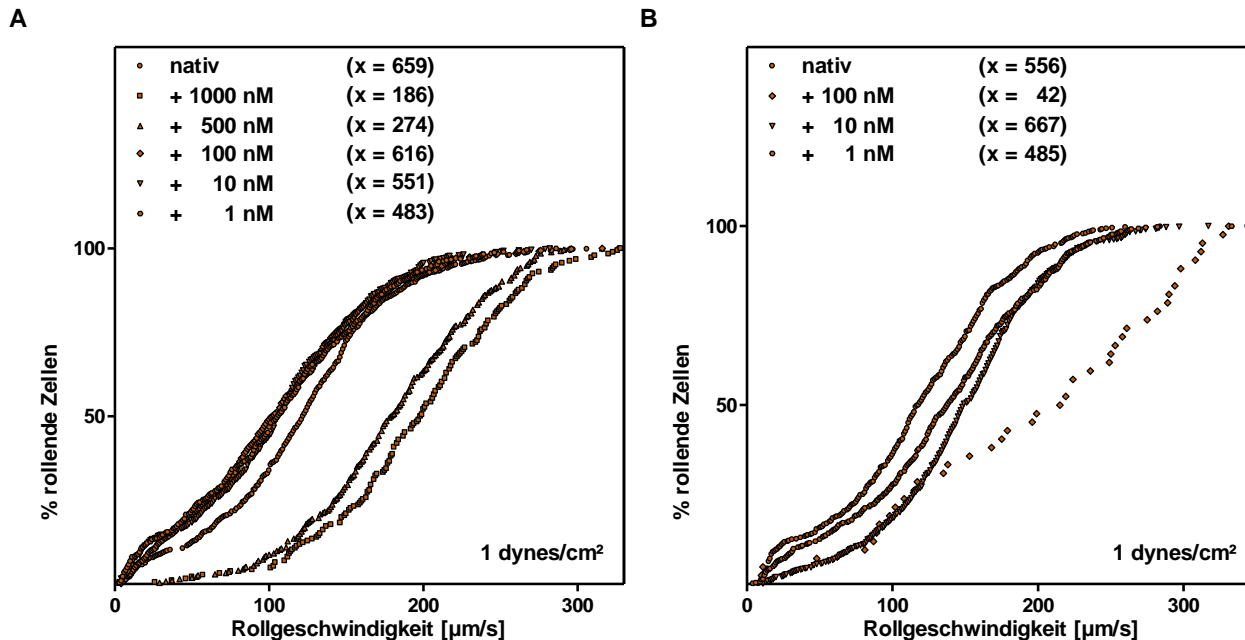 A
nativ (x = 659)
+ 1000 nM (x = 186)
+ 500 nM (x = 274)
+ 100 nM (x = 616)
+ 10 nM (x = 551)
+ 1 nM (x = 483)
100
50
% rollende Zellen
1 dynes/cm²
0 100 200 300
Rollgeschwindigkeit [µm/s]
B
nativ (x = 556)
+ 100 nM (x = 42)
+ 10 nM (x = 667)
+ 1 nM (x = 485)
100
50
% rollende Zellen
1 dynes/cm²
0 100 200 300
Rollgeschwindigkeit [µm/s]